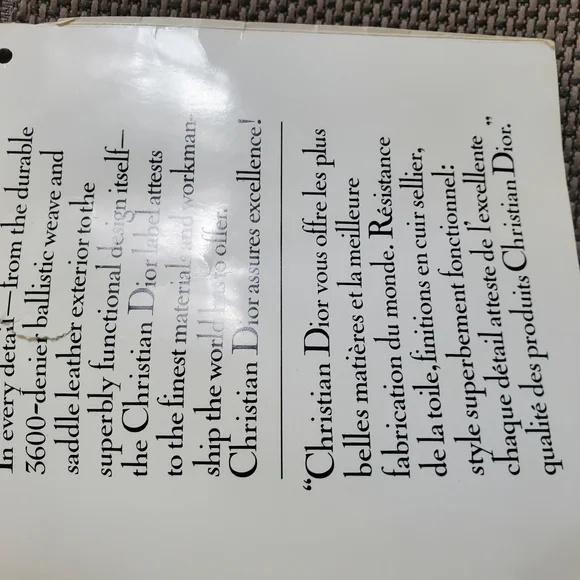 In every detail—from the durable
3600-denier ballistic weave and
saddle leather exterior to the
superbly functional design itself—
the Christian Dior label attests
to the finest materials and workman-
ship the world has to offer.
Christian Dior assures excellence!
“Christian Dior vous offre les plus
belles matières et la meilleure
fabrication du monde. Résistance
de la toile, finitions en cuir sellier,
style superbement fonctionnel:
chaque détail atteste de l'excellente
qualité des produits Christian Dior.”